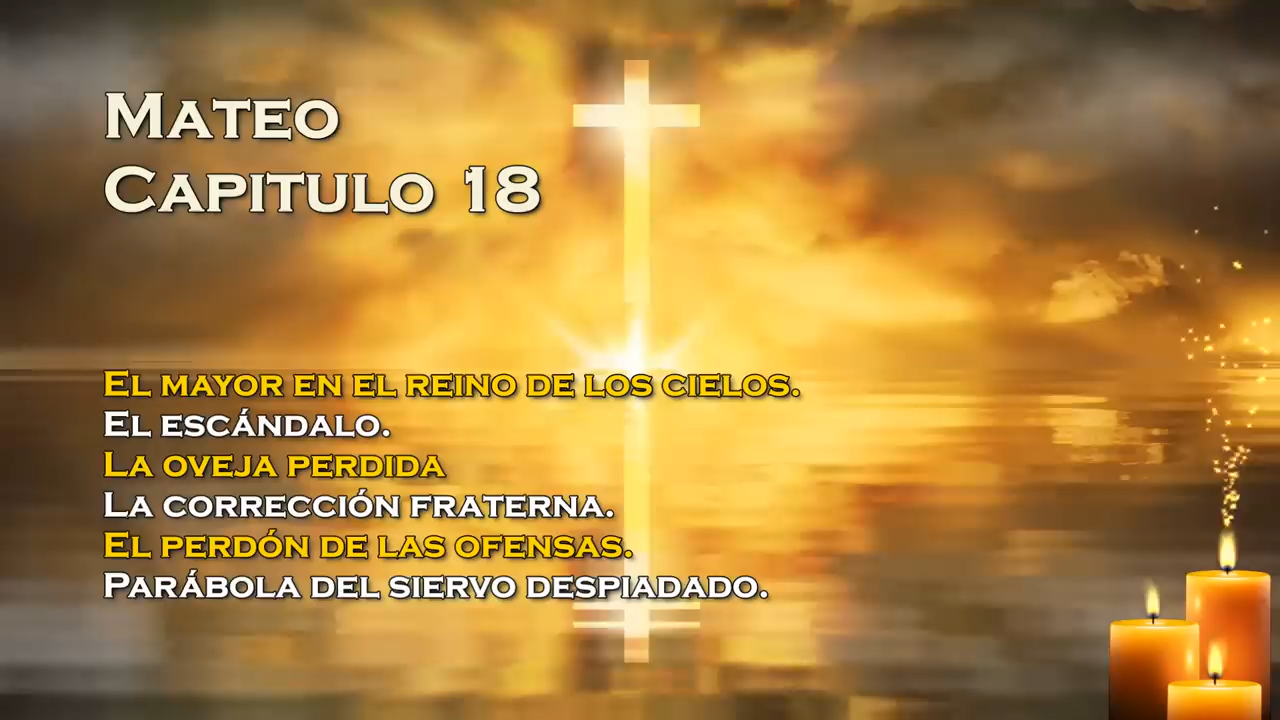 Mateo
Capitulo 18
El mayor en el reino de los cielos.
El escándalo.
La oveja perdida
La corrección fraterna.
El perdón de las ofensas.
Parábola del siervo despiadado.